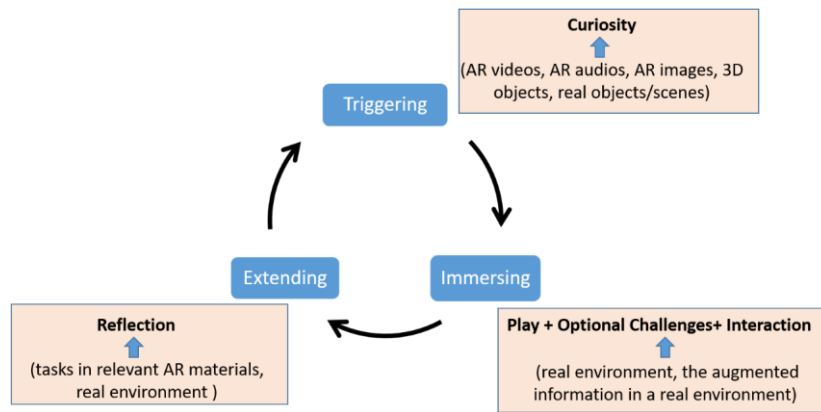 Curiosity
(AR videos, AR audios, AR images, 3D
objects, real objects/scenes)
Triggering
Extending
Immersing
Reflection
(tasks in relevant AR materials,
real environment )
Play + Optional Challenges+ Interaction
(real environment, the augmented
information in a real environment)